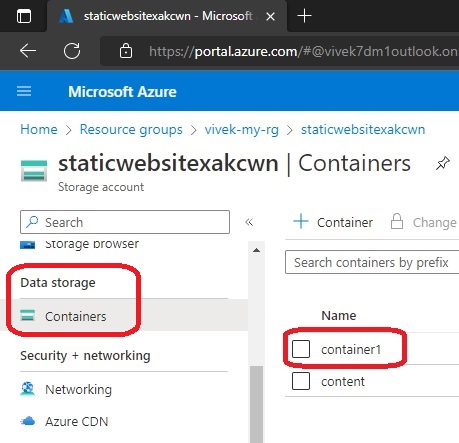 staticwebsitexakcwn - Microsoft
https://portal.azure.com/#@vivek7dm1outlook.on
Microsoft Azure
Home > Resource groups > vivek-my-rg > staticwebsitexakcwn
staticwebsitexakcwn | Containers
Storage account
Search
«
+ Container
Change
Storage browser
Search containers by prefix
Data storage
Containers
Name
container1
content
Security + networking
Networking
Azure CDN